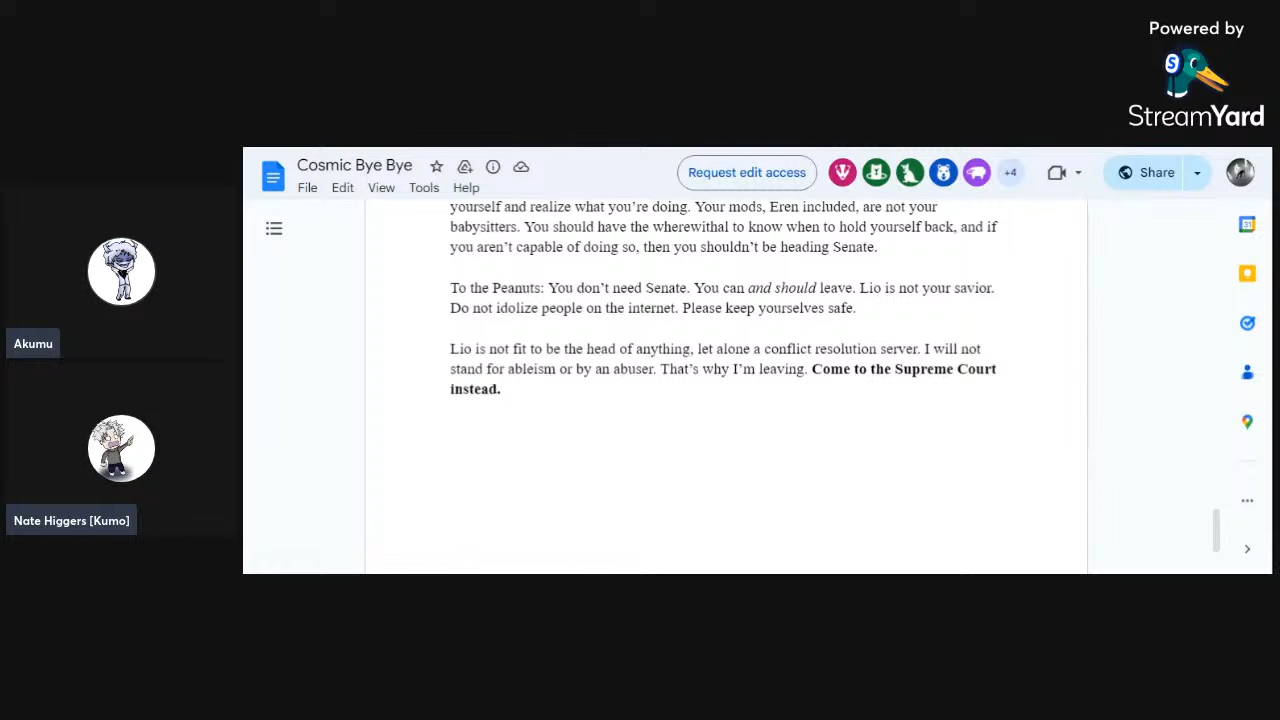 Powered by
StreamYard
Cosmic Bye Bye
File Edit View Tools Help
Request edit access
+4
Share
yourself and realize what you’re doing. Your mods, Eren included, are not your
babysitters. You should have the wherewithal to know when to hold yourself back, and if
you aren’t capable of doing so, then you shouldn’t be heading Senate.
To the Peanuts: You don’t need Senate. You can and should leave. Lio is not your savior.
Do not idolize people on the internet. Please keep yourselves safe.
Lio is not fit to be the head of anything, let alone a conflict resolution server. I will not
stand for ableism or by an abuser. That’s why I’m leaving. Come to the Supreme Court
instead.
Akumu
Nate Higgers [Kumo]